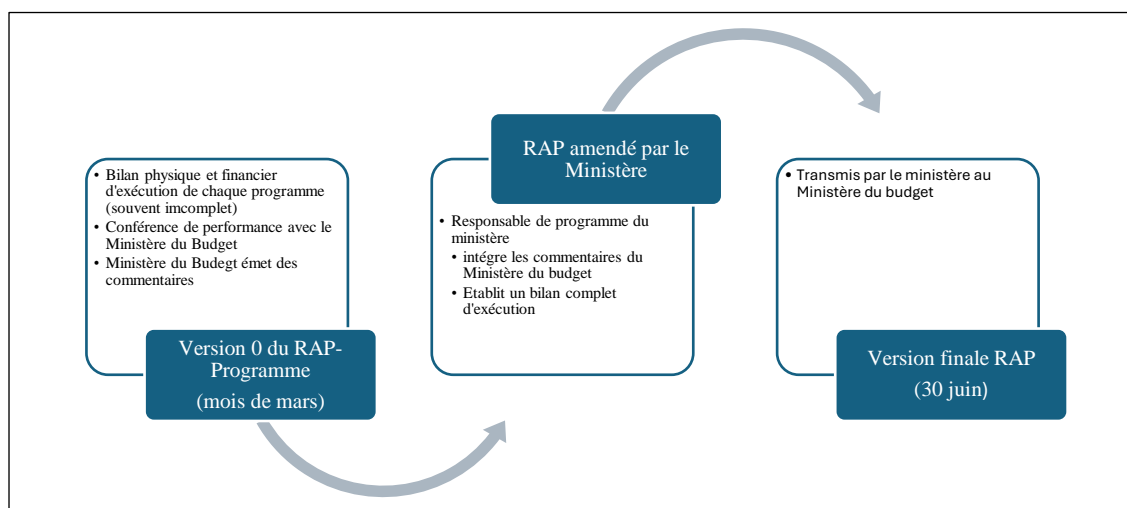 • Bilan physique et financier
d'exécution de chaque programme
(souvent imcomplet)
• Conférence de performance avec le
Ministère du Budget
• Ministère du Budegt émet des
commentaires
Version 0 du RAP-
Programme
(mois de mars)
RAP amendé par le
Ministère
• Responsable de programme du
ministère
• intégre les commentaires du
Ministère du budget
• Etablit un bilan complet
d'exécution
• Transmis par le ministère au
Ministère du budget
Version finale RAP
(30 juin)